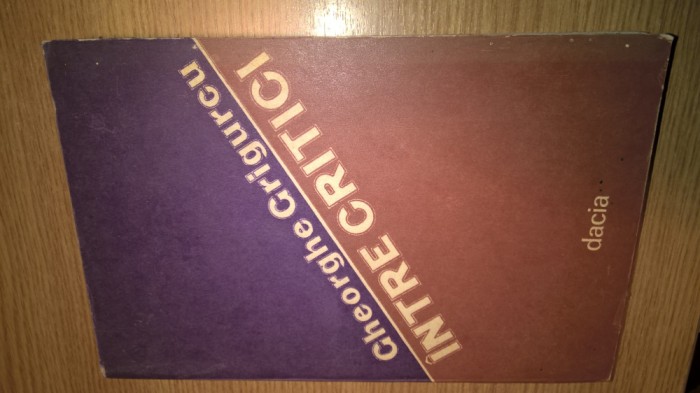 Gheorghe Grigurcu
ÎNTRE CRITICI
dacia